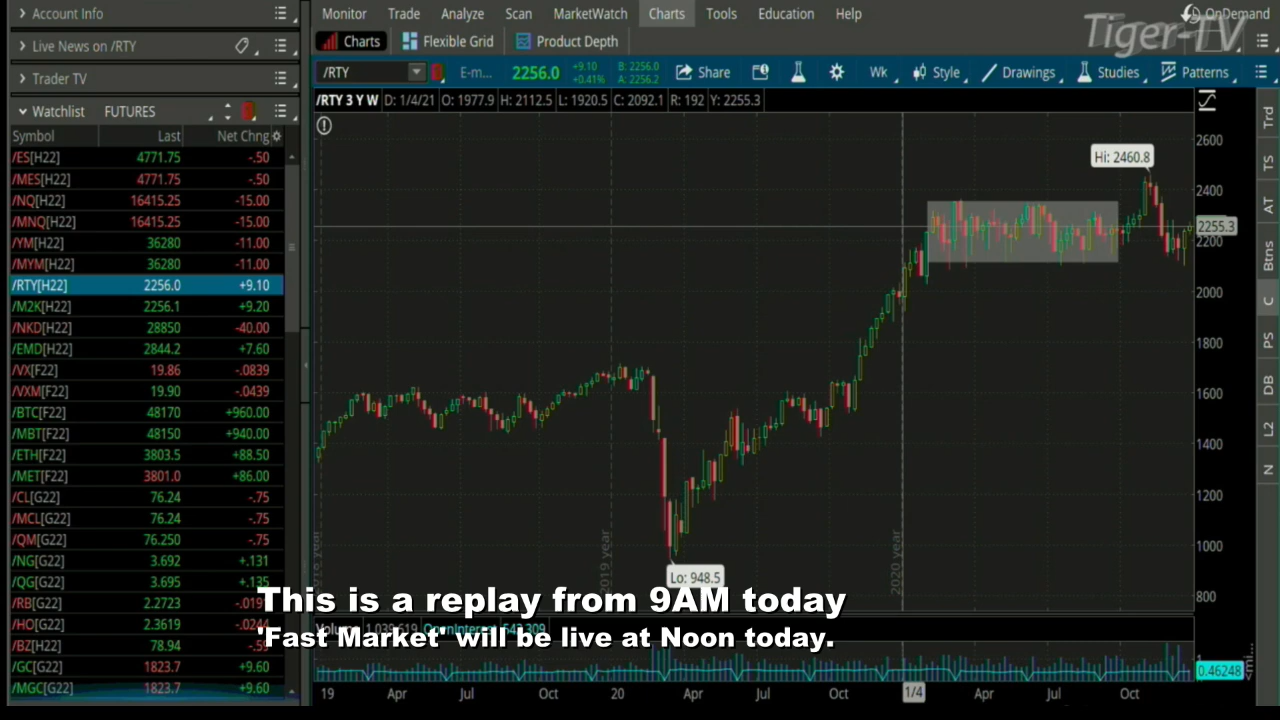 Account Info
Monitor Trade Analyze Scan MarketWatch Charts Tools Education Help
OnDemand
Tiger-TV
Live News on /RTY
Charts Flexible Grid Product Depth
Trader TV
/RTY E-m... 2256.0 +9.10 +0.41% B: 2256.0 A: 2256.2 Share Wk Style Drawings Studies Patterns
Watchlist FUTURES
/RTY 3 Y W D: 1/4/21 O: 1977.9 H: 2112.5 L: 1920.5 C: 2092.1 R: 192 Y: 2255.3
Symbol Last Net Chng
/ES[H22] 4771.75 -.50
/MES[H22] 4771.75 -.50
/NQ[H22] 16415.25 -15.00
/MNQ[H22] 16415.25 -15.00
/YM[H22] 36280 -11.00
/MYM[H22] 36280 -11.00
/RTY[H22] 2256.0 +9.10
/M2K[H22] 2256.1 +9.20
/NKD[H22] 28850 -40.00
/EMD[H22] 2844.2 +7.60
/VX[F22] 19.86 -.0839
/VXM[F22] 19.90 -.0439
/BTC[F22] 48170 +960.00
/MBT[F22] 48150 +940.00
/ETH[F22] 3803.5 +88.50
/MET[F22] 3801.0 +86.00
/CL[G22] 76.24 -.75
/MCL[G22] 76.24 -.75
/QM[G22] 76.250 -.75
/NG[G22] 3.692 +.131
/QG[G22] 3.695 +.135
/RB[G22] 2.2723
/HO[G22] 2.3619 -.0244
/BZ[H22] 78.94 -.59
/GC[G22] 1823.7 +9.60
/MGC[G22] 1823.7 +9.60
Hi: 2460.8
2600
2400
2255.3
2200
2000
1800
1600
1400
1200
1000
800
Lo: 948.5
2019 year
2020 year
Trd
TS
AT
Btns
C
PS
DB
L2
N
This is a replay from 9AM today
'Fast Market' will be live at Noon today.
Volume 1,039,619 OpenInterest 542,309
0.46248
19 Apr Jul Oct 20 Apr Jul Oct 1/4 Apr Jul Oct